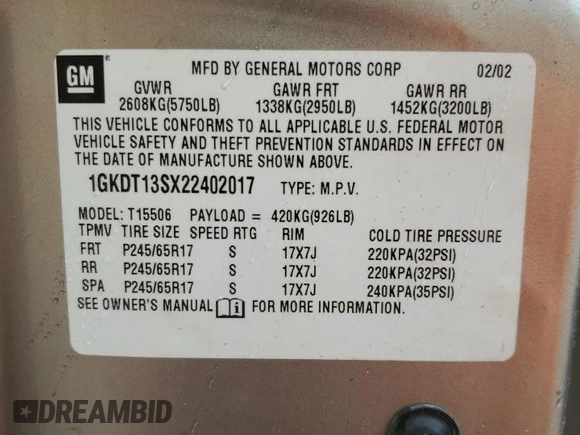 GM ®
MFD BY GENERAL MOTORS CORP 02/02
GVWR GAWR FRT GAWR RR
2608KG(5750LB) 1338KG(2950LB) 1452KG(3200LB)
THIS VEHICLE CONFORMS TO ALL APPLICABLE U.S. FEDERAL MOTOR
VEHICLE SAFETY AND THEFT PREVENTION STANDARDS IN EFFECT ON
THE DATE OF MANUFACTURE SHOWN ABOVE.
1GKDT13SX22402017 TYPE: M.P.V.
MODEL: T15506 PAYLOAD = 420KG(926LB)
TPMV TIRE SIZE SPEED RTG RIM COLD TIRE PRESSURE
FRT P245/65R17 S 17X7J 220KPA(32PSI)
RR P245/65R17 S 17X7J 220KPA(32PSI)
SPA P245/65R17 S 17X7J 240KPA(35PSI)
SEE OWNER'S MANUAL i FOR MORE INFORMATION.
DREAMBID